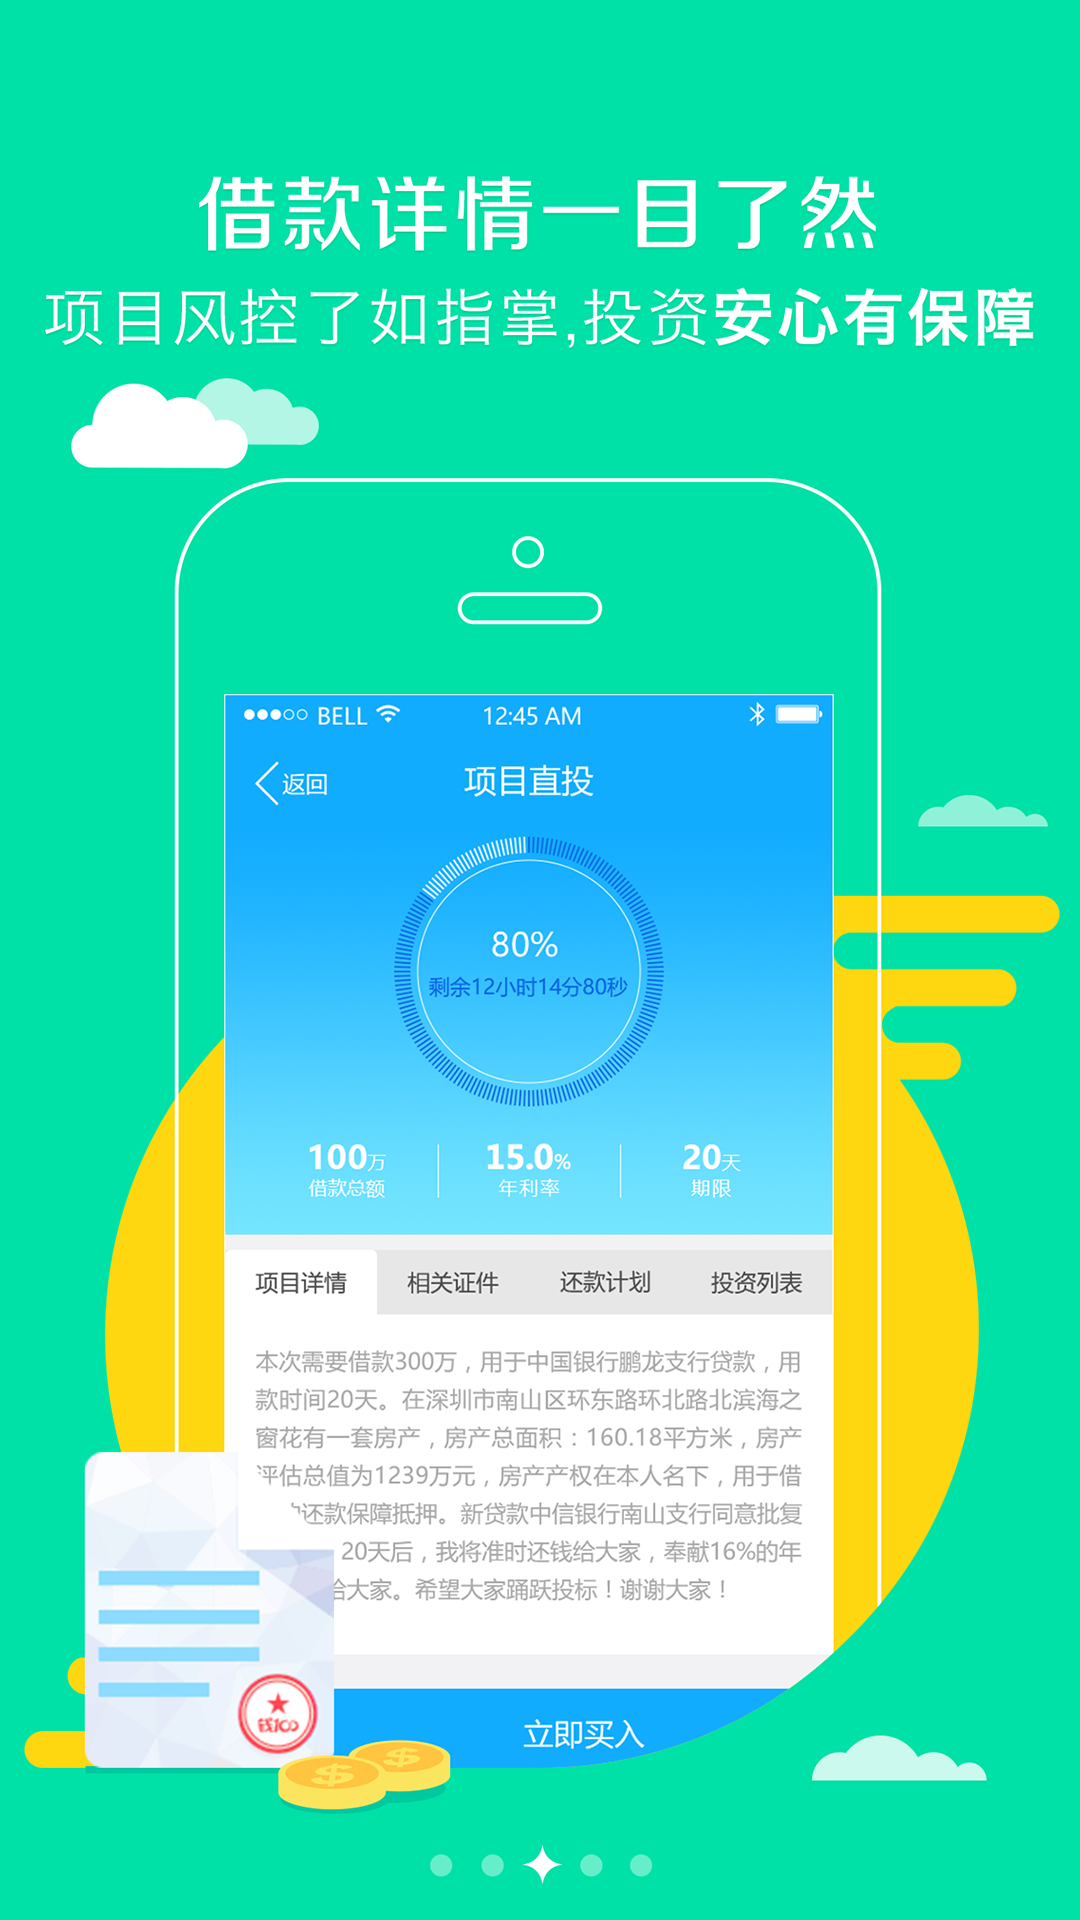 借款详情一目了然
项目风控了如指掌,投资安心有保障
BELL 12:45 AM
返回 项目直投
80%
剩余12小时14分80秒
100万 15.0% 20天
借款总额 年利率 期限
项目详情 相关证件 还款计划 投资列表
本次需要借款300万，用于中国银行鹏龙支行贷款，用
款时间20天。在深圳市南山区环东路环北路北滨海之
窗花有一套房产，房产总面积：160.18平方米，房产
评估总值为1239万元，房产产权在本人名下，用于借
还款保障抵押。新贷款中信银行南山支行同意批复
20天后，我将准时还钱给大家，奉献16%的年
给大家。希望大家踊跃投标！谢谢大家！
钱100
立即买入